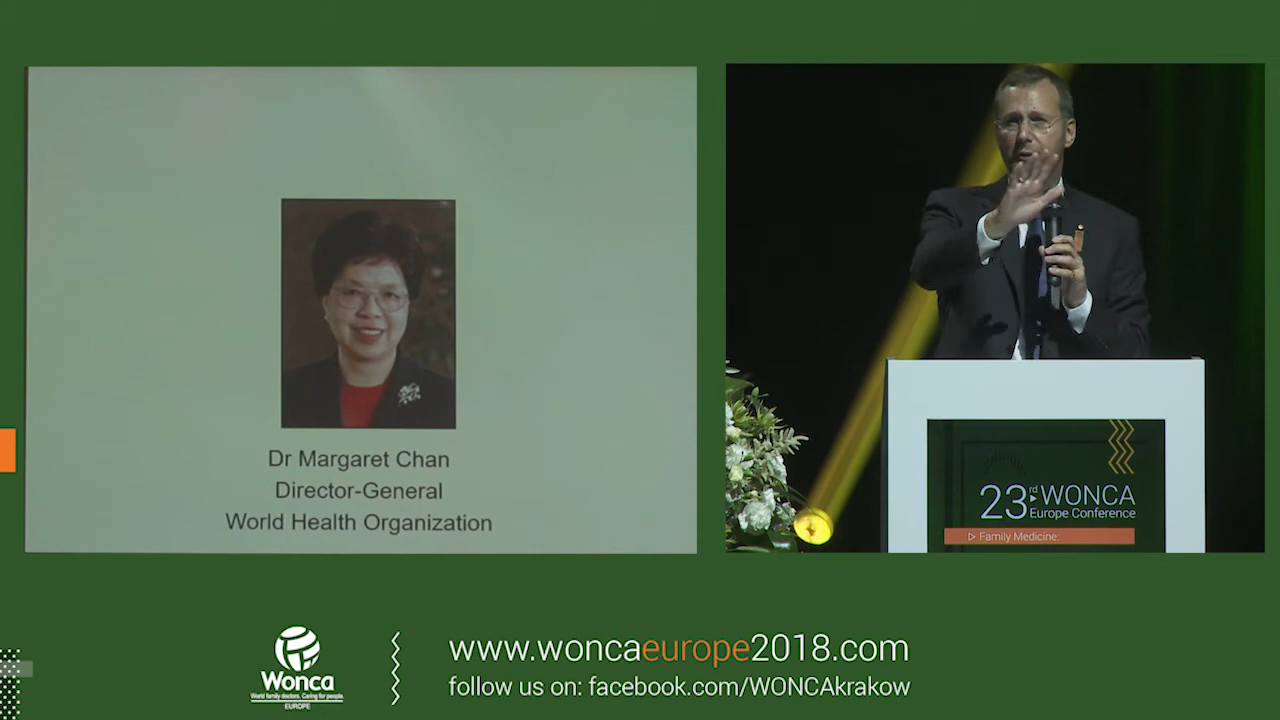 Dr Margaret Chan
Director-General
World Health Organization
23rd WONCA
Europe Conference
Family Medicine:
Wonca
World family doctors. Caring for people.
EUROPE
www.woncaeurope2018.com
follow us on: facebook.com/WONCAkrakow